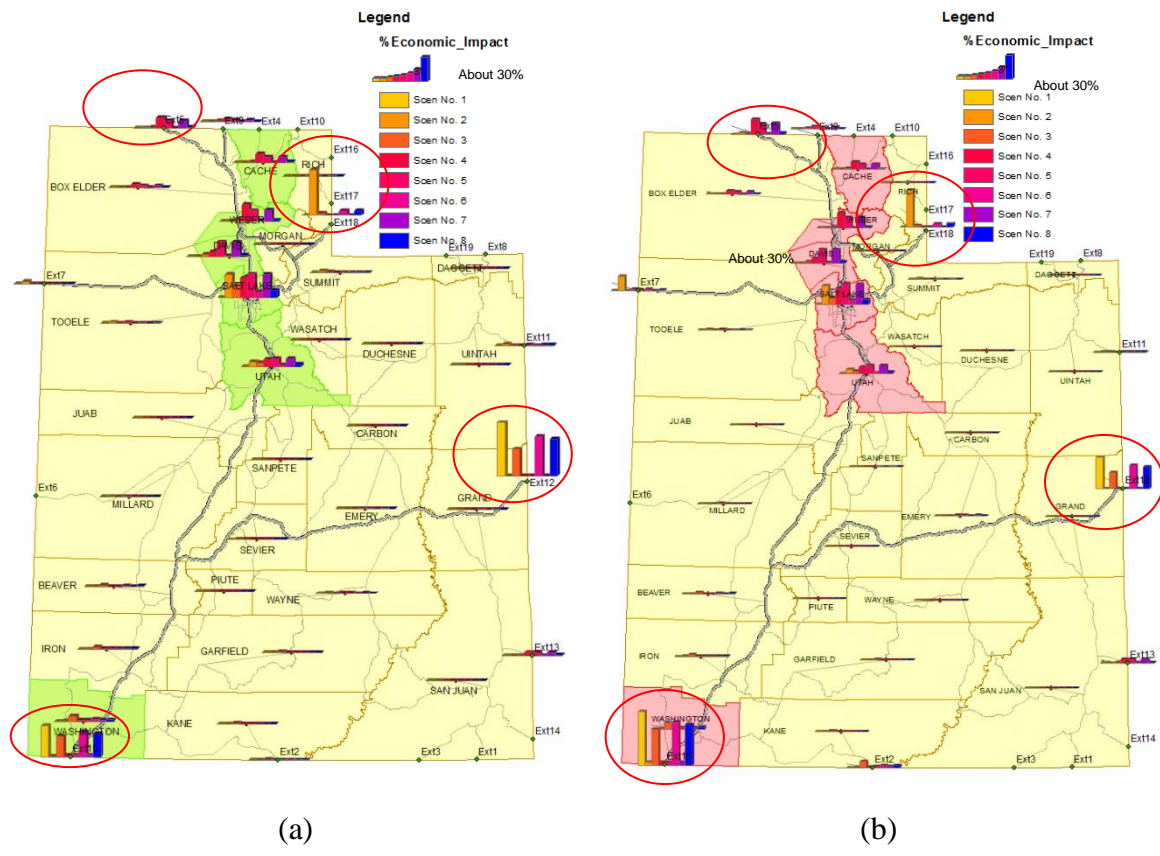 Legend
%Economic_Impact
About 30%
Scen No. 1
Scen No. 2
Scen No. 3
Scen No. 4
Scen No. 5
Scen No. 6
Scen No. 7
Scen No. 8
Ext5
Ext9
Ext4
Ext10
Ext16
CACHE
RICH
BOX ELDER
Ext17
Ext18
WEBER
MORGAN
Ext19
Ext8
DAGGETT
Ext7
SUMMIT
SALT LAKE
TOOELE
WASATCH
DUCHESNE
UINTAH
Ext11
UTAH
JUAB
CARBON
SANPETE
Ext6
MILLARD
Ext12
GRAND
EMERY
SEVIER
BEAVER
PIUTE
WAYNE
IRON
GARFIELD
Ext13
SAN JUAN
WASHINGTON
KANE
Ext14
Ext2
Ext3
Ext1
(a)
Legend
%Economic_Impact
About 30%
Scen No. 1
Scen No. 2
Scen No. 3
Scen No. 4
Scen No. 5
Scen No. 6
Scen No. 7
Scen No. 8
Ext9
Ext4
Ext10
Ext16
CACHE
RICH
BOX ELDER
Ext17
WEBER
Ext18
MORGAN
DAVIS
About 30%
Ext19
Ext8
DAGGETT
Ext7
SUMMIT
SALT LAKE
TOOELE
WASATCH
DUCHESNE
Ext11
UINTAH
UTAH
JUAB
CARBON
SANPETE
Ext6
MILLARD
GRAND
EMERY
SEVIER
BEAVER
PIUTE
WAYNE
IRON
GARFIELD
Ext13
SAN JUAN
WASHINGTON
KANE
Ext14
Ext2
Ext3
Ext1
(b)